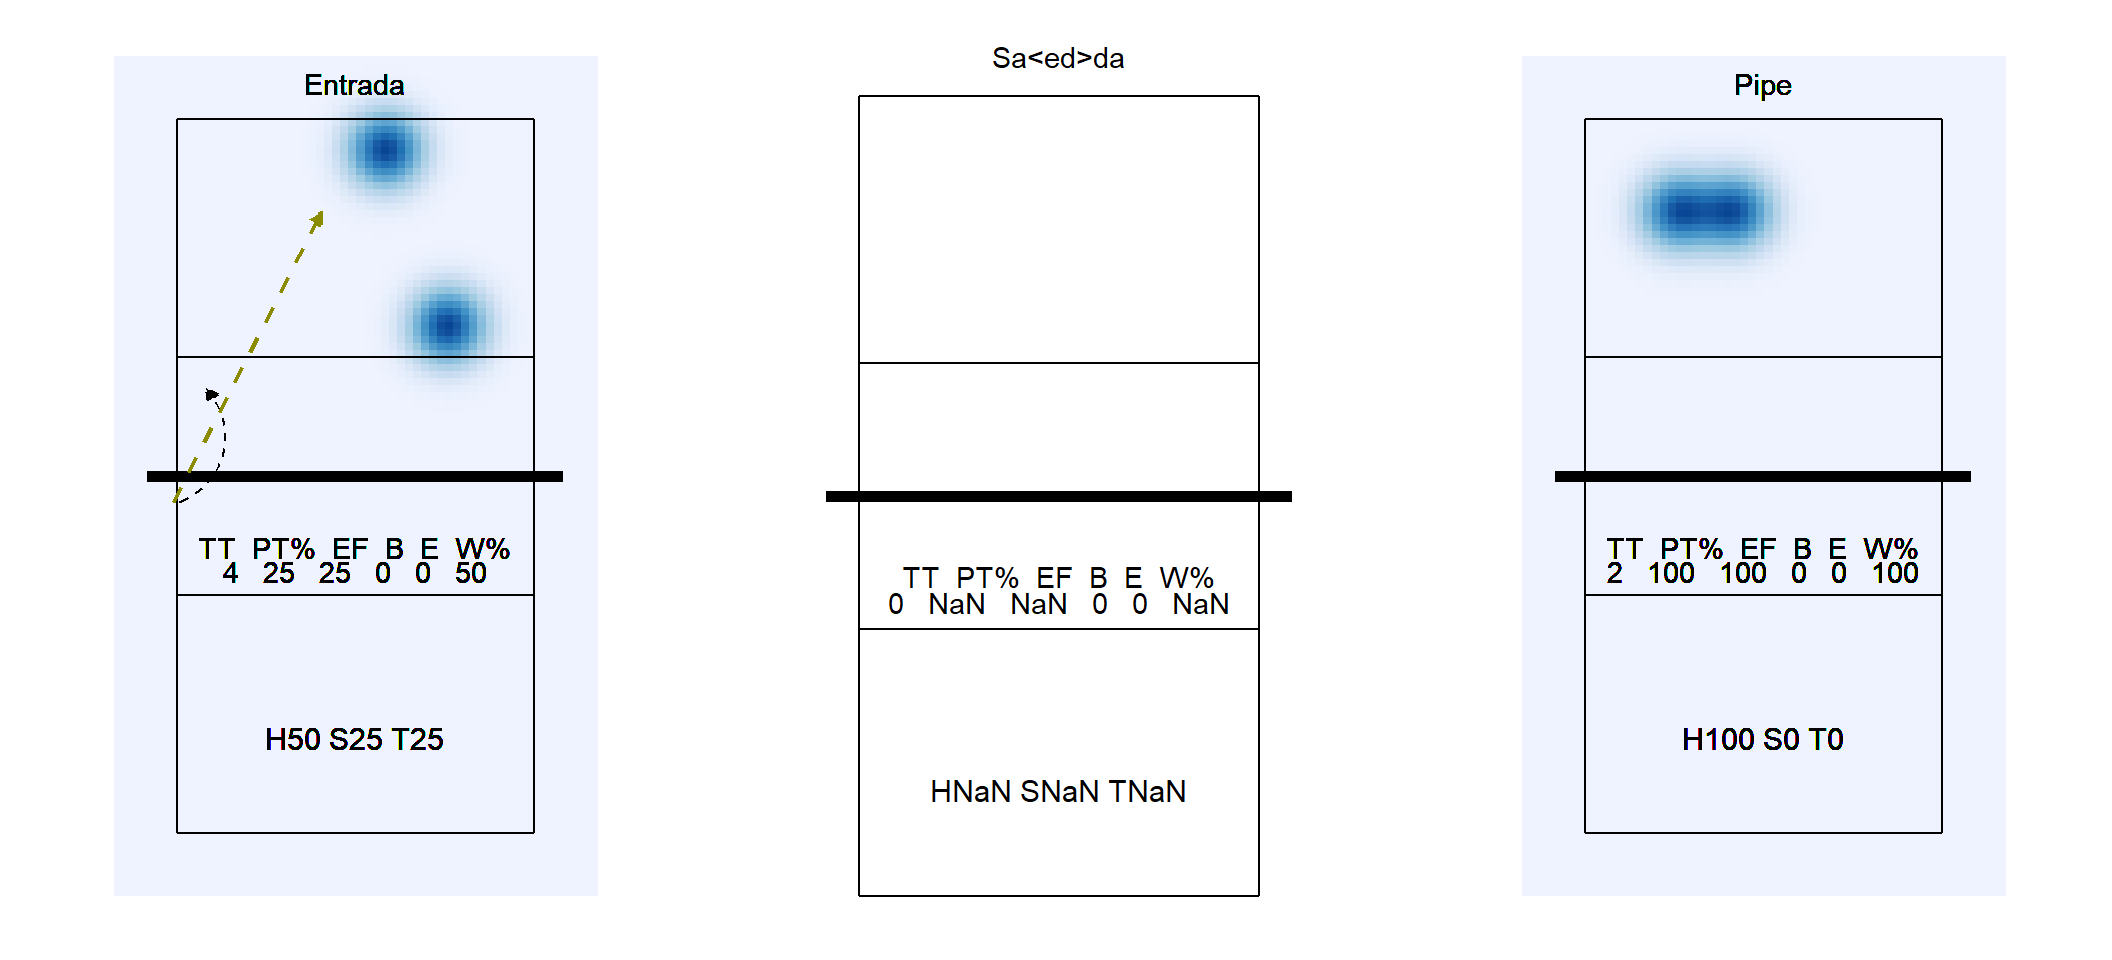 Entrada
TT PT% EF B E W%
4 25 25 0 0 50
H50 S25 T25
Sa<ed>da
TT PT% EF B E W%
0 NaN NaN 0 0 NaN
HNaN SNaN TNaN
Pipe
TT PT% EF B E W%
2 100 100 0 0 100
H100 S0 T0